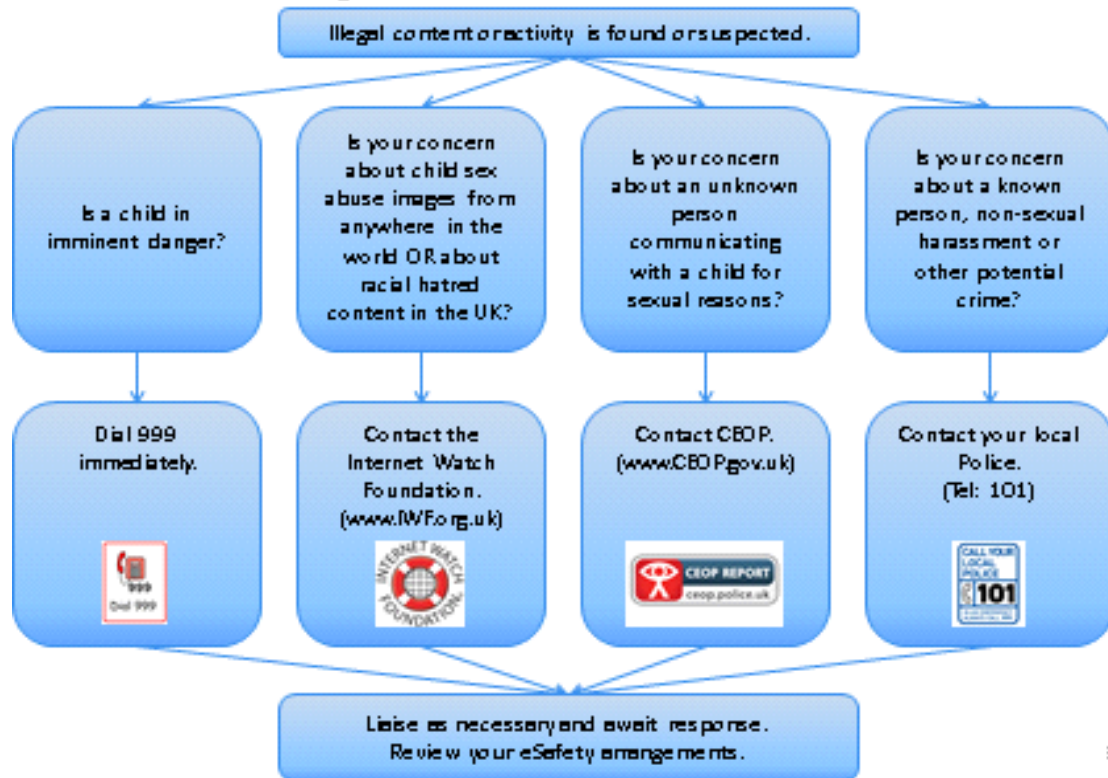 Illegal content or activity is found or suspected.
Is a child in
imminent danger?
Is your concern
about child sex
abuse images from
anywhere in the
world OR about
racial hatred
content in the UK?
Is your concern
about an unknown
person
communicating
with a child for
sexual reasons?
Is your concern
about a known
person, non-sexual
harassment or
other potential
crime?
Dial 999
immediately.
999
Dial 999
Contact the
Internet Watch
Foundation.
(www.IWF.org.uk)
INTERNET WATCH
FOUNDATION
Contact CEOP.
(www.CEOP.gov.uk)
CEOP REPORT
ceop.police.uk
Contact your local
Police.
(Tel: 101)
CALL YOUR
LOCAL
POLICE
101
Liaise as necessary and await response.
Review your eSafety arrangements.